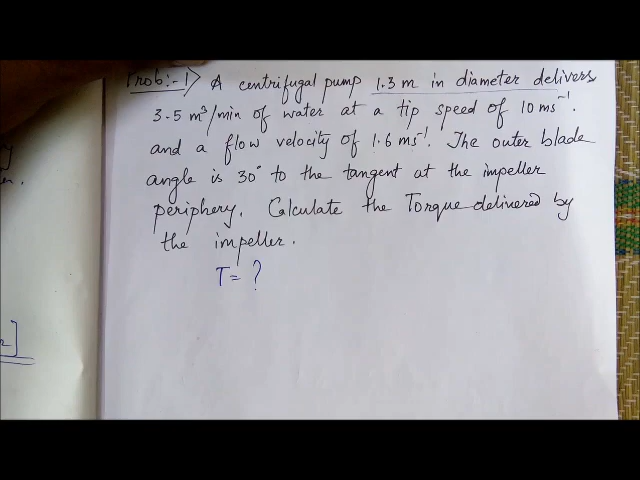 Prob:-1 A centrifugal pump 1.3 m in diameter delivers
3.5 m³/min of water at a tip speed of 10 ms⁻¹.
and a flow velocity of 1.6 ms⁻¹. The outer blade
angle is 30° to the tangent at the impeller
periphery. Calculate the Torque delivered by
the impeller.
T = ?